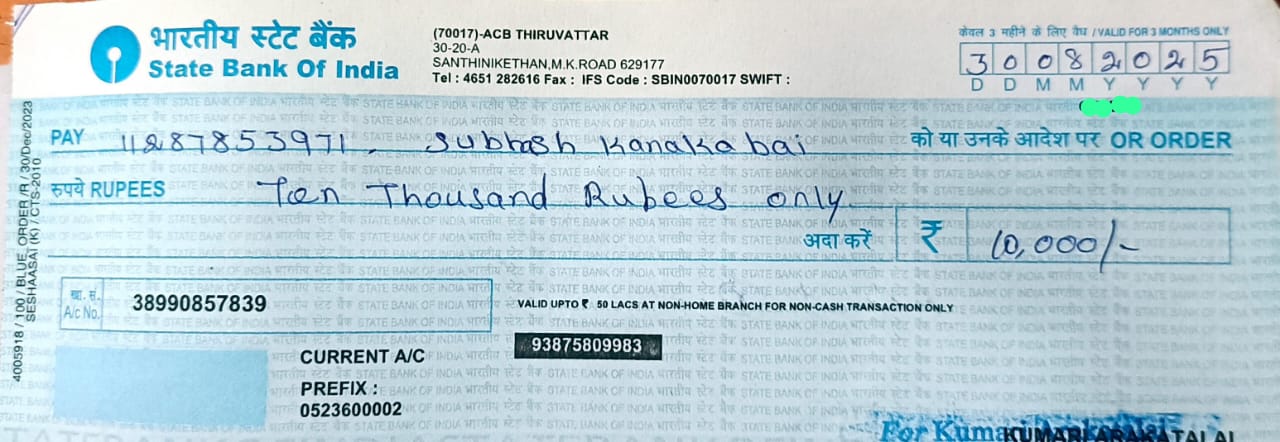 भारतीय स्टेट बैंक
State Bank Of India
(70017)-ACB THIRUVATTAR
30-20-A
SANTHINIKETHAN,M.K.ROAD 629177
Tel : 4651 282616 Fax : IFS Code : SBIN0070017 SWIFT :
केवल 3 महीने के लिए वैध / VALID FOR 3 MONTHS ONLY
30082025
D D M M Y Y Y Y
PAY 11287853971, Subhash Kanakabai को या उनके आदेश पर OR ORDER
रुपये RUPEES Ten Thousand Rubees only
अदा करें ₹ 10,000/-
खा. सं.
A/c No. 38990857839
VALID UPTO ₹ 50 LACS AT NON-HOME BRANCH FOR NON-CASH TRANSACTION ONLY
93875809983
CURRENT A/C
PREFIX :
0523600002
4005918 / 100 / BLUE_ORDER /R / 30/Dec/2023
SESHAASAI (K) / CTS-2010
For Kumari